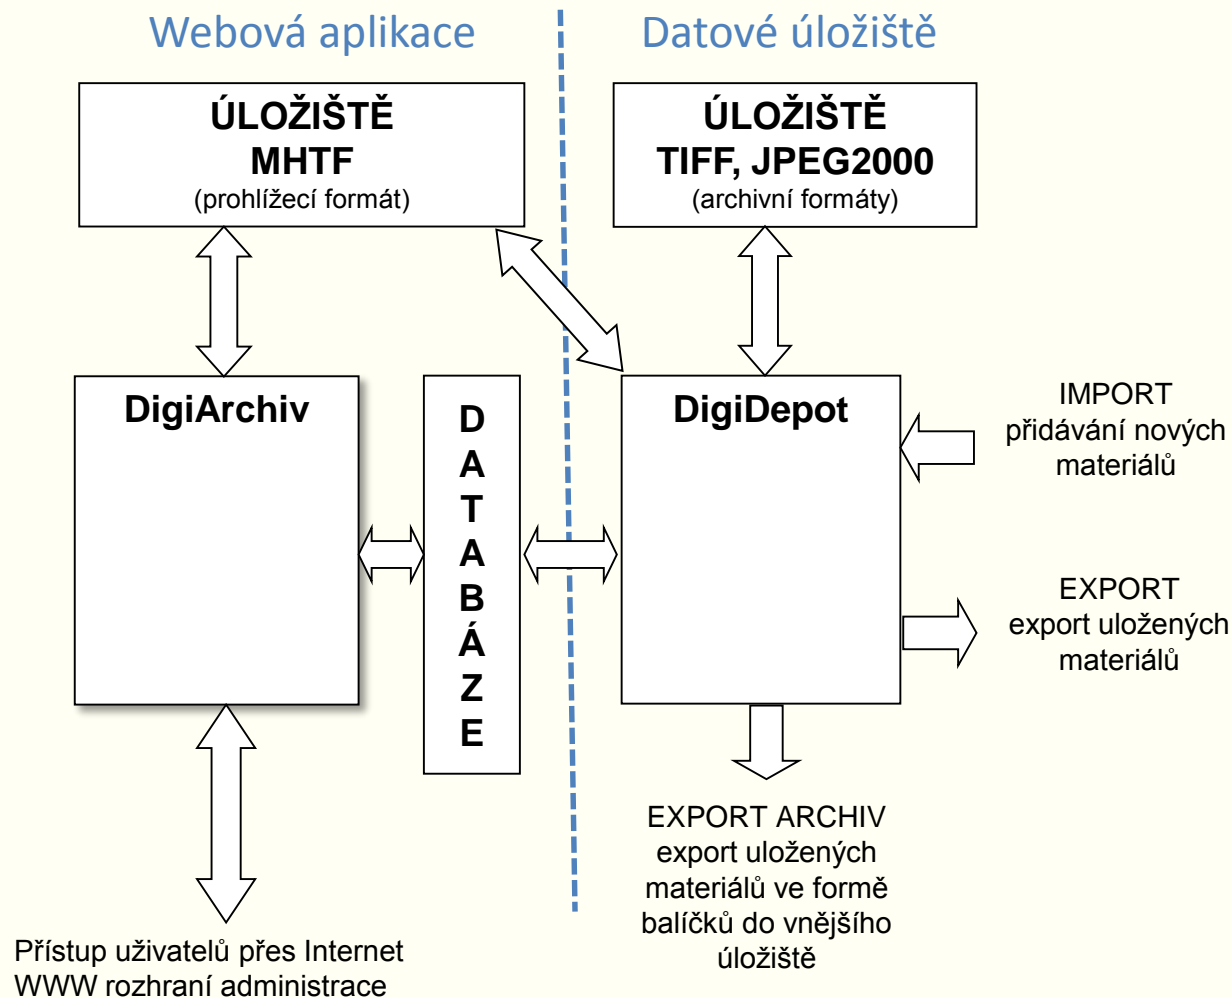 Webová aplikace
Datové úložiště
ÚLOŽIŠTĚ
MHTF
(prohlížecí formát)
ÚLOŽIŠTĚ
TIFF, JPEG2000
(archivní formáty)
DigiArchiv
D
A
T
A
B
Á
Z
E
DigiDepot
IMPORT
přidávání nových
materiálů
EXPORT
export uložených
materiálů
EXPORT ARCHIV
export uložených
materiálů ve formě
balíčků do vnějšího
úložiště
Přístup uživatelů přes Internet
WWW rozhraní administrace